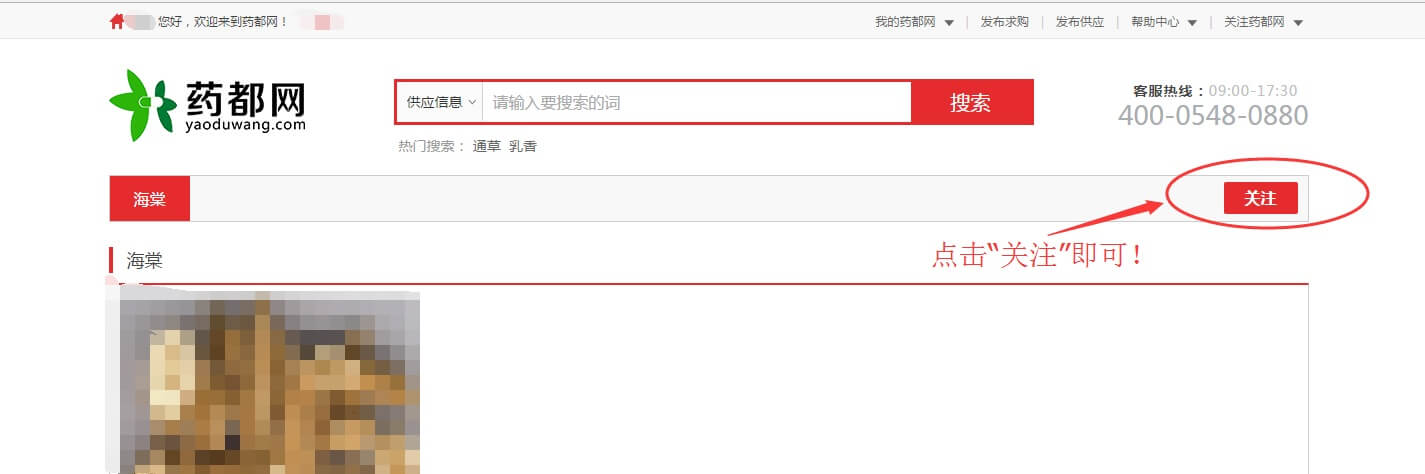 您好，欢迎来到药都网！
我的药都网 | 发布求购 | 发布供应 | 帮助中心 | 关注药都网
药都网
yaoduwang.com
供应信息 请输入要搜索的词 搜索
热门搜索： 通草 乳香
客服热线：09:00-17:30
400-0548-0880
海棠 关注
点击“关注”即可！
海棠